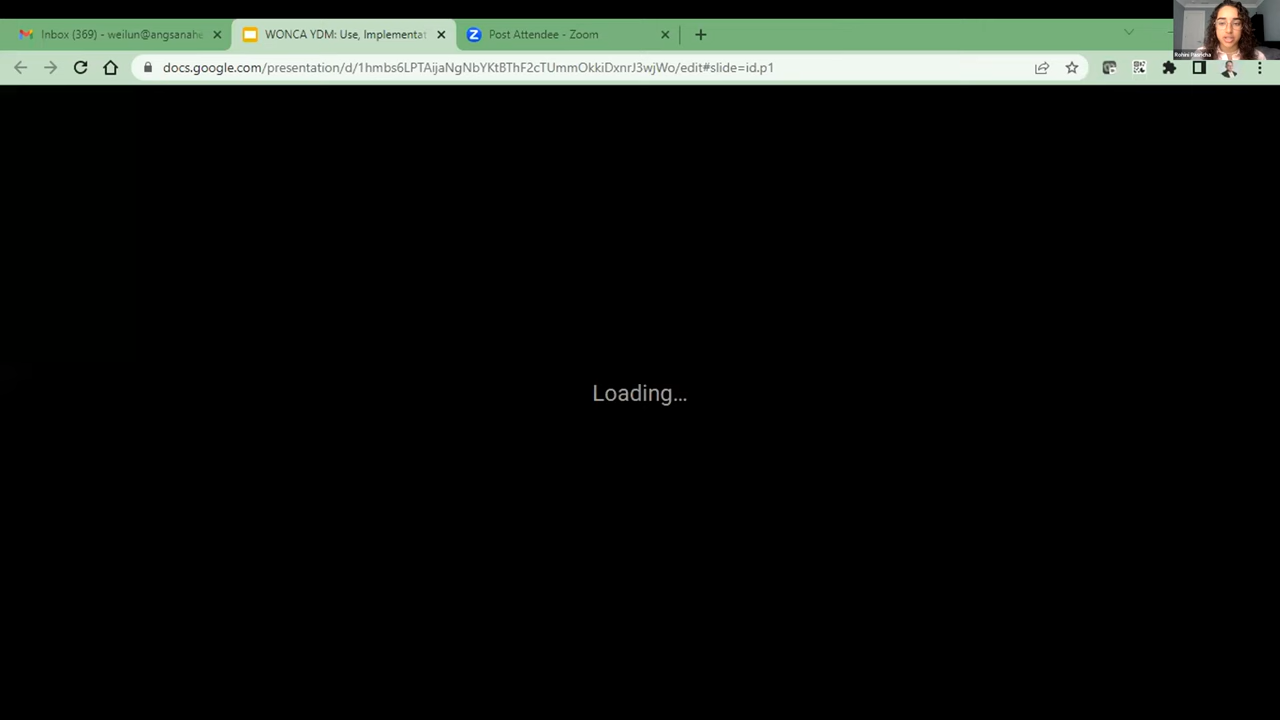 Inbox (369) - weilun@angsanahe
WONCA YDM: Use, Implementat
Post Attendee - Zoom
docs.google.com/presentation/d/1hmbs6LPTAijaNgNbYKtBThF2cTUmmOkkiDxnrJ3wjWo/edit#slide=id.p1
Loading...